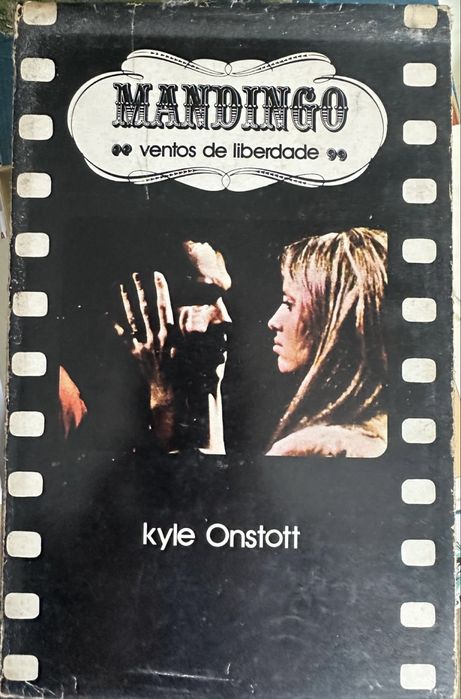 MANDINGO
❝ ventos de liberdade ❞
kyle Onstott